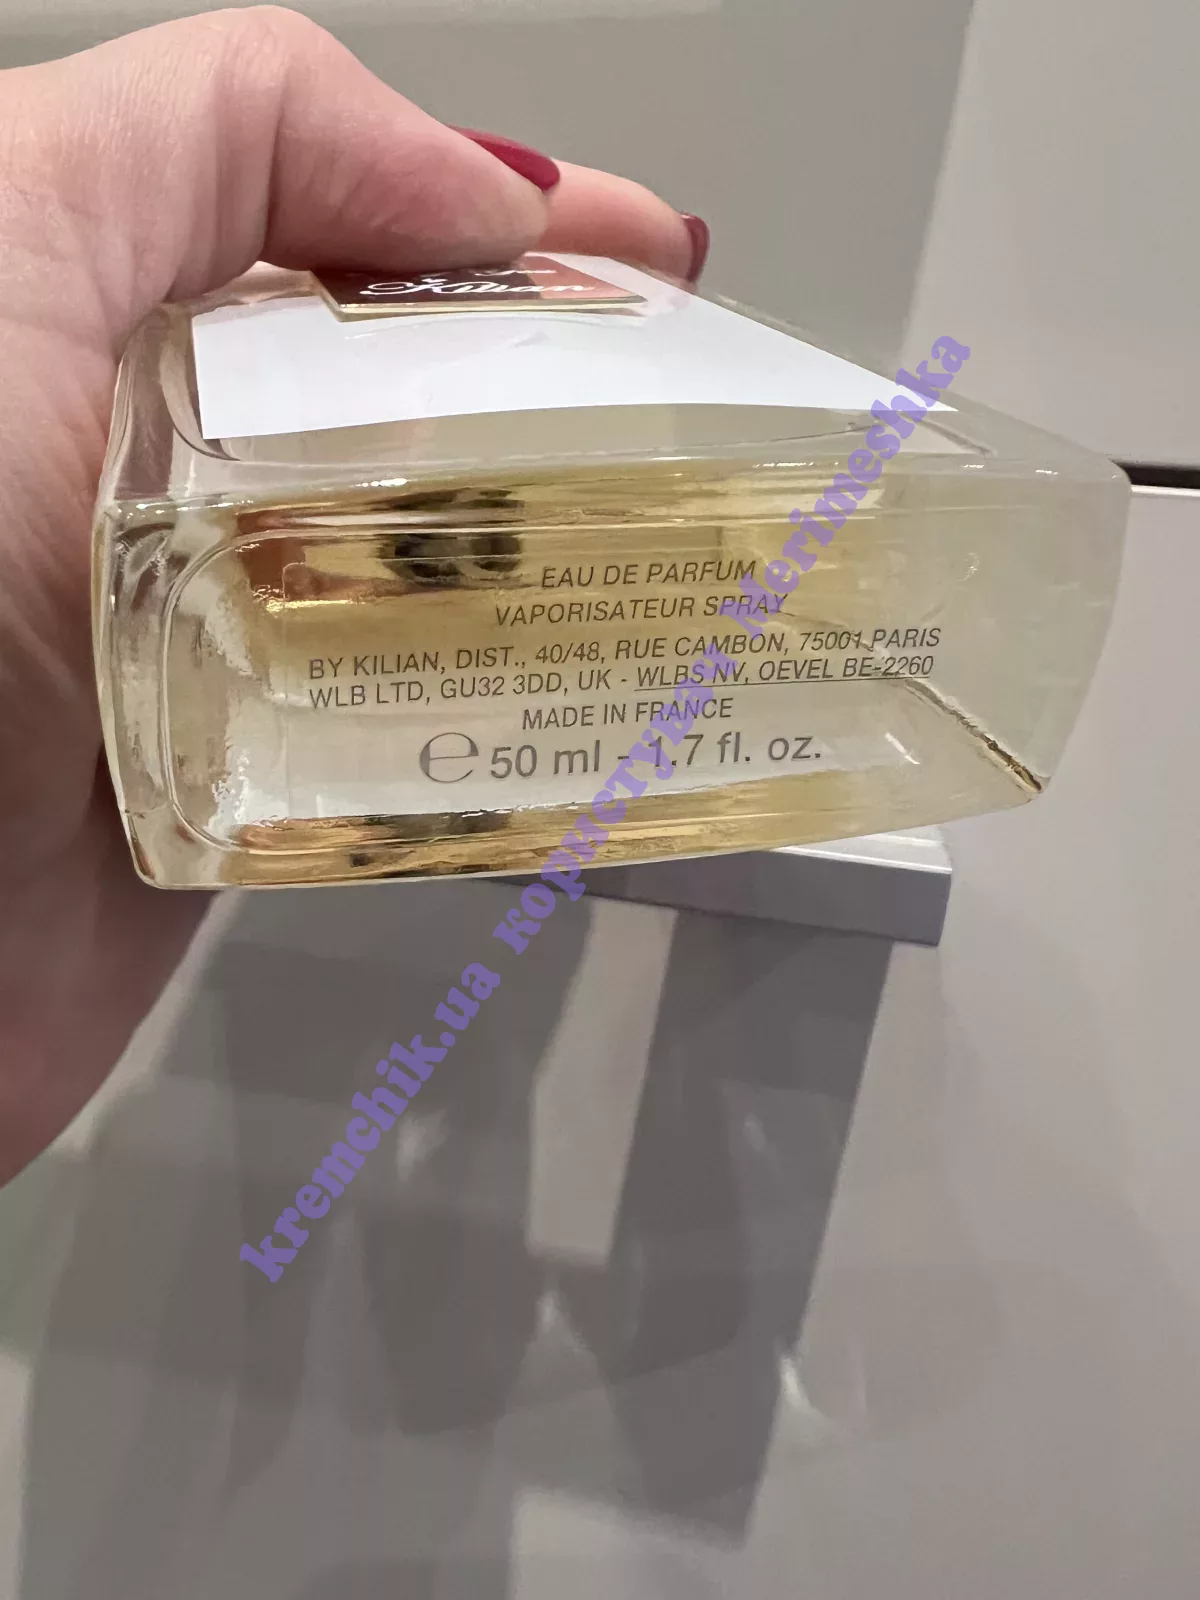 Kilian
EAU DE PARFUM
VAPORISATEUR SPRAY
BY KILIAN, DIST., 40/48, RUE CAMBON, 75001 PARIS
WLB LTD, GU32 3DD, UK - WLBS NV, OEVEL BE-2260
MADE IN FRANCE
℮ 50 ml - 1.7 fl. oz.
kremchik.ua користувач Merimeshka